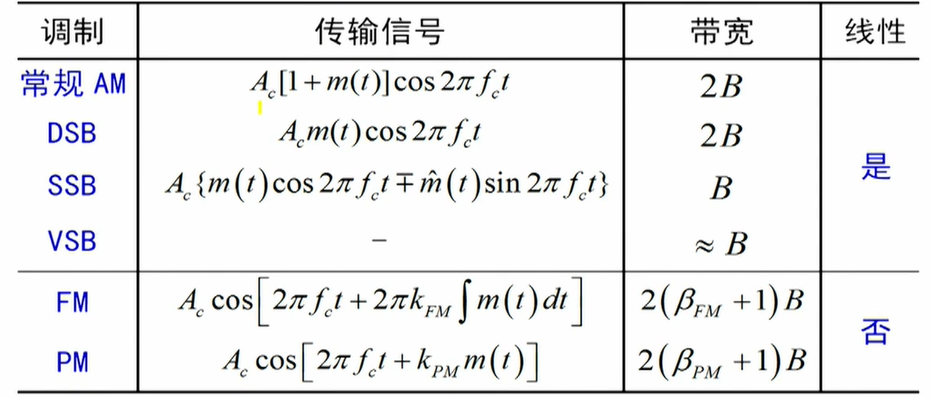 调制 传输信号 带宽 线性
常规 AM $A_c[1+m(t)]\cos 2\pi f_c t$ $2B$
DSB $A_c m(t)\cos 2\pi f_c t$ $2B$
是
SSB $A_c\{m(t)\cos 2\pi f_c t \mp \hat{m}(t)\sin 2\pi f_c t\}$ $B$
VSB – $\approx B$
FM $A_c\cos\left[2\pi f_c t + 2\pi k_{FM}\int m(t)dt\right]$ $2(\beta_{FM}+1)B$
否
PM $A_c\cos\left[2\pi f_c t + k_{PM}m(t)\right]$ $2(\beta_{PM}+1)B$